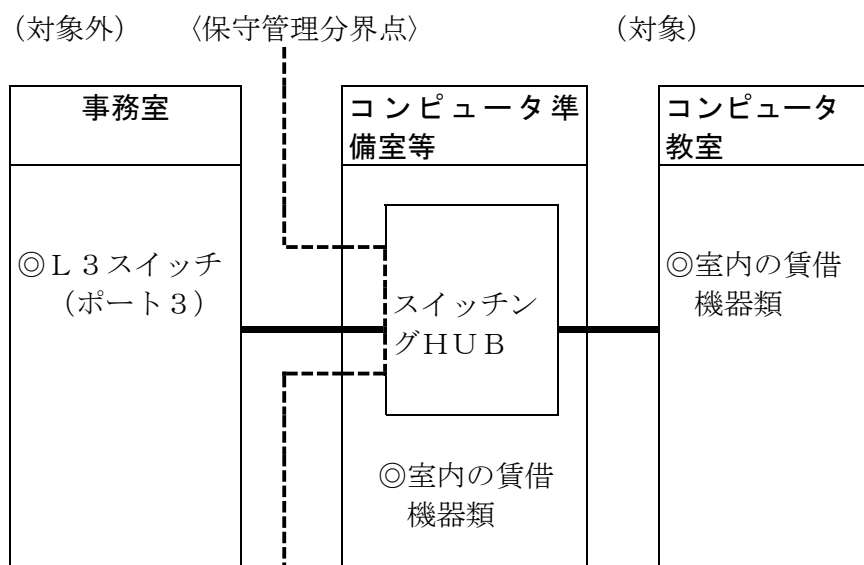 （対象外）
〈保守管理分界点〉
（対象）
事務室
コンピュータ準
備室等
コンピュータ
教室
◎Ｌ３スイッチ
（ポート３）
スイッチン
グＨＵＢ
◎室内の賃借
機器類
◎室内の賃借
機器類